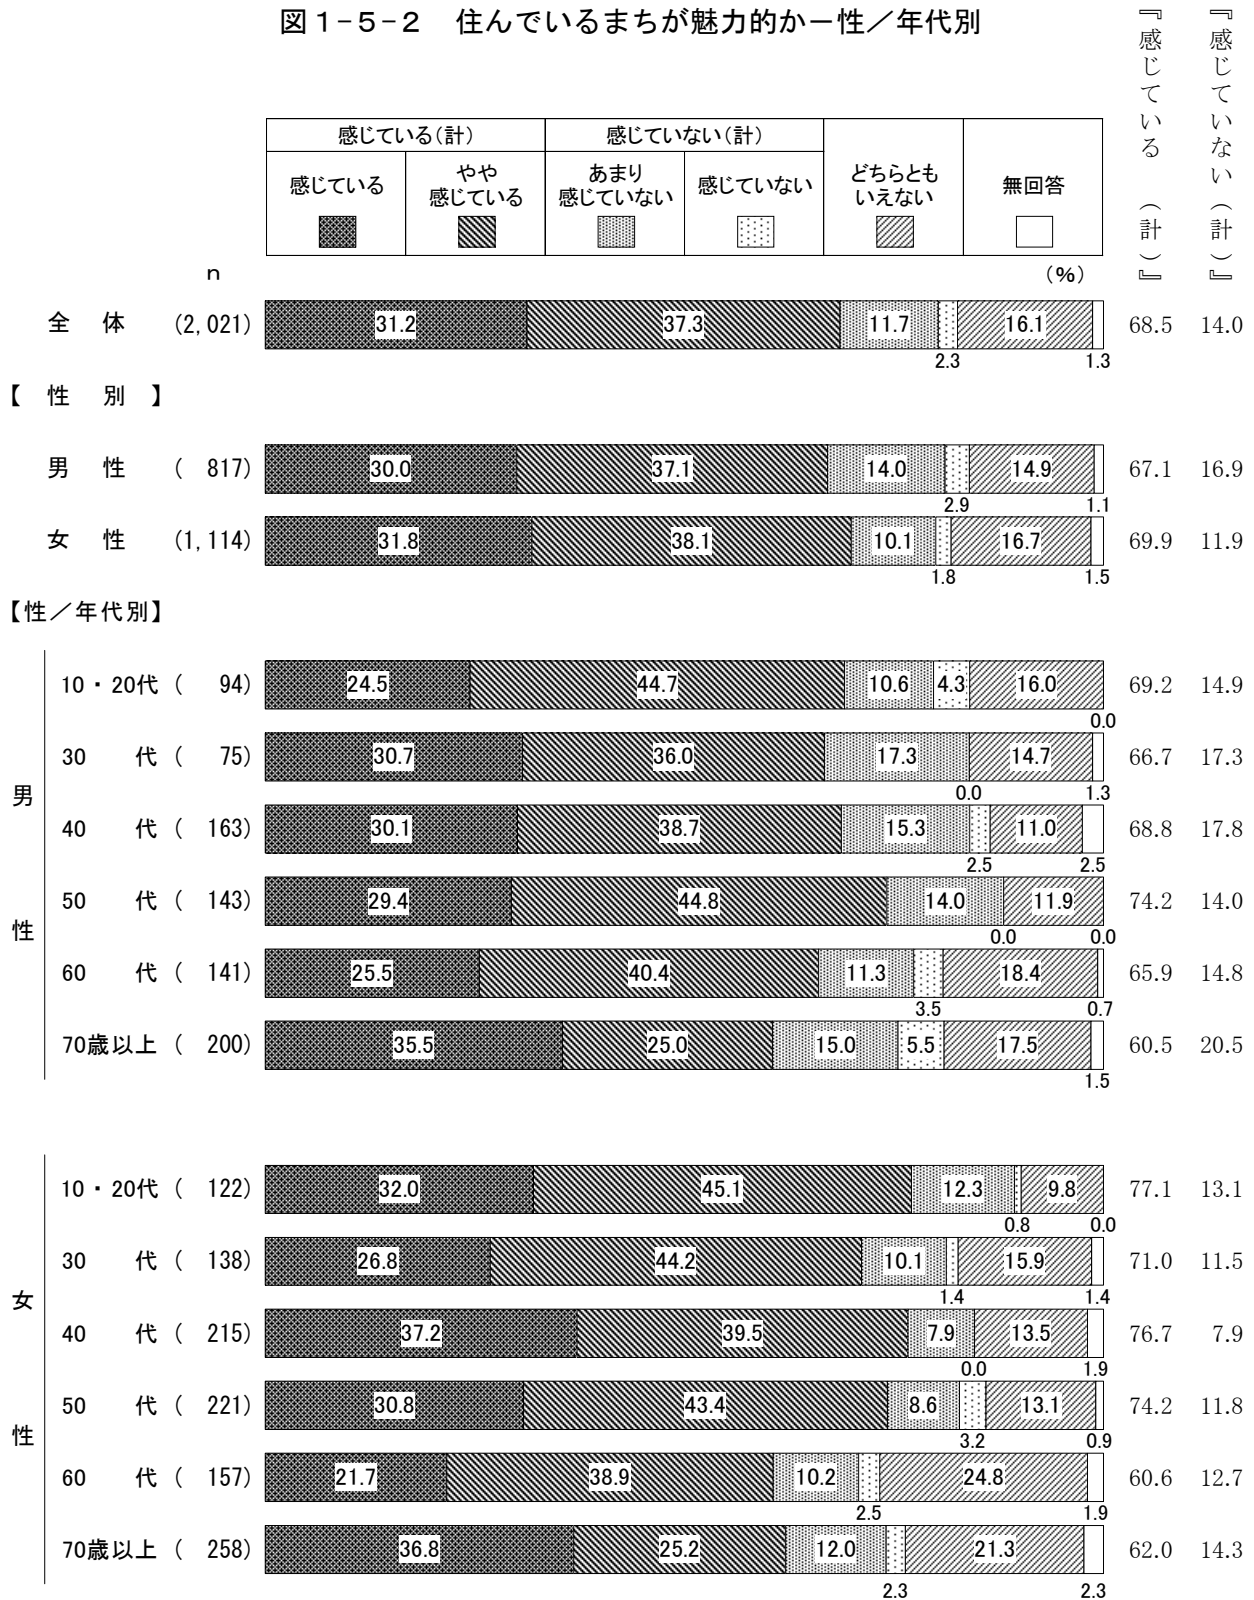 図1-5-2　住んでいるまちが魅力的かー性／年代別
『感じている（計）』
『感じていない（計）』
感じている（計）
感じていない（計）
感じている
やや
感じている
あまり
感じていない
感じていない
どちらとも
いえない
無回答
n
（%）
全　体 (2,021) 31.2 37.3 11.7 2.3 16.1 1.3 68.5 14.0
【　性　別　】
男　性 (　817) 30.0 37.1 14.0 2.9 14.9 1.1 67.1 16.9
女　性 (1,114) 31.8 38.1 10.1 1.8 16.7 1.5 69.9 11.9
【性／年代別】
男性
10・20代 (　94) 24.5 44.7 10.6 4.3 16.0 0.0 69.2 14.9
30　代 (　75) 30.7 36.0 17.3 0.0 14.7 1.3 66.7 17.3
40　代 (　163) 30.1 38.7 15.3 2.5 11.0 2.5 68.8 17.8
50　代 (　143) 29.4 44.8 14.0 0.0 11.9 0.0 74.2 14.0
60　代 (　141) 25.5 40.4 11.3 3.5 18.4 0.7 65.9 14.8
70歳以上 (　200) 35.5 25.0 15.0 5.5 17.5 1.5 60.5 20.5
女性
10・20代 (　122) 32.0 45.1 12.3 0.8 9.8 0.0 77.1 13.1
30　代 (　138) 26.8 44.2 10.1 1.4 15.9 1.4 71.0 11.5
40　代 (　215) 37.2 39.5 7.9 0.0 13.5 1.9 76.7 7.9
50　代 (　221) 30.8 43.4 8.6 3.2 13.1 0.9 74.2 11.8
60　代 (　157) 21.7 38.9 10.2 2.5 24.8 1.9 60.6 12.7
70歳以上 (　258) 36.8 25.2 12.0 2.3 21.3 2.3 62.0 14.3